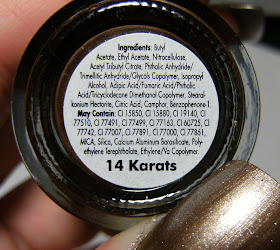 Ingredients: Butyl
Acetate, Ethyl Acetate, Nitrocellulose,
Acetyl Tributyl Citrate, Phthalic Anhydride/
Trimellitic Anhydride/Glycols Copolymer, Isopropyl
Alcohol, Adipic Acid/Fumaric Acid/Phthalic
Acid/Tricyclodecane Dimethanol Copolymer, Stearal-
konium Hectorite, Citric Acid, Camphor, Benzophenone-1.
May Contain: CI 15850, CI 15880, CI 19140, CI
77510, CI 77491, CI 77499, CI 77163, CI 60725, CI
77742, CI 77007, CI 77891, CI 77000, CI 77861,
MICA, Silica, Calcium Aluminum Borosilicate, Poly-
ethylene Terephthalate, Ethylene/Va Copolymer.
14 Karats